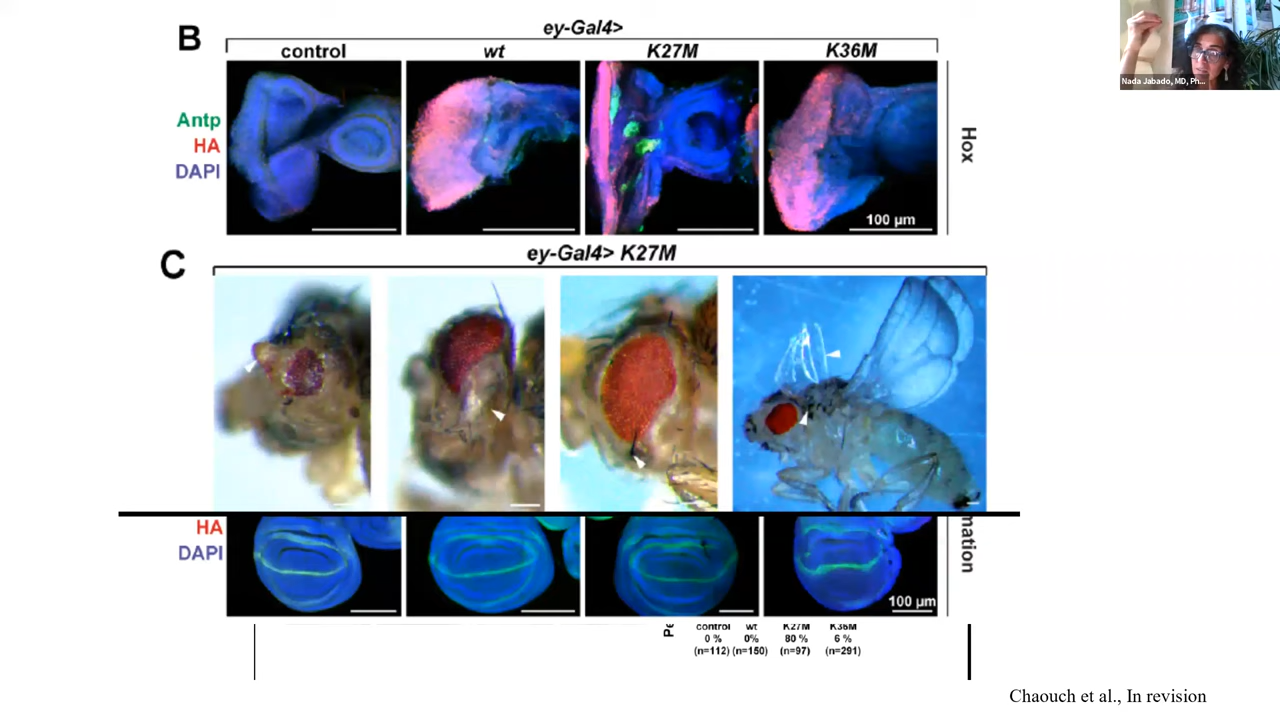 Nada Jabado, MD, Ph...
B
ey-Gal4>
control wt K27M K36M
Antp
HA
DAPI
Hox
100 µm
C
ey-Gal4> K27M
HA
DAPI
mation
100 µm
Pe
control wt K27M K36M
0 % 0% 80 % 6 %
(n=112) (n=150) (n=97) (n=291)
Chaouch et al., In revision